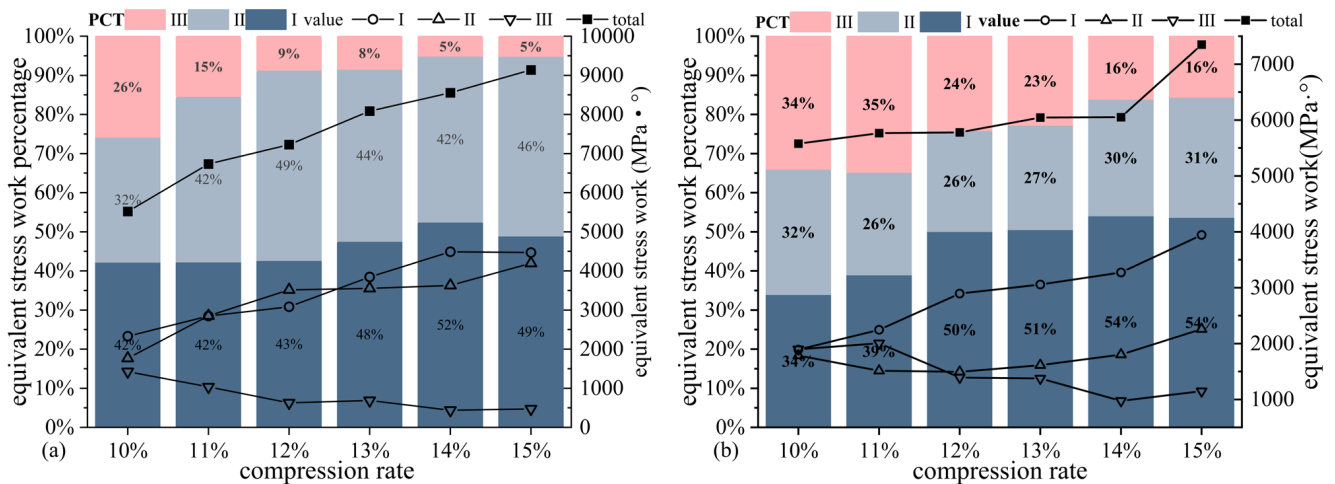 PCT III II I value I II III total
100% 10000
90% 9000
80% 8000
70% 7000
60% 6000
50% 5000
40% 4000
30% 3000
20% 2000
10% 1000
0% 0
equivalent stress work percentage
equivalent stress work (MPa • °)
26% 15% 9% 8% 5% 5%
32% 42% 49% 44% 42% 46%
42% 42% 43% 48% 52% 49%
(a) 10% 11% 12% 13% 14% 15%
compression rate
PCT III II I value I II III total
100%
90% 7000
80% 6000
70% 5000
60% 4000
50% 3000
40% 2000
30% 1000
20%
10%
0%
equivalent stress work percentage
equivalent stress work(MPa·°)
34% 35% 24% 23% 16% 16%
32% 26% 26% 27% 30% 31%
34% 39% 50% 51% 54% 54%
(b) 10% 11% 12% 13% 14% 15%
compression rate